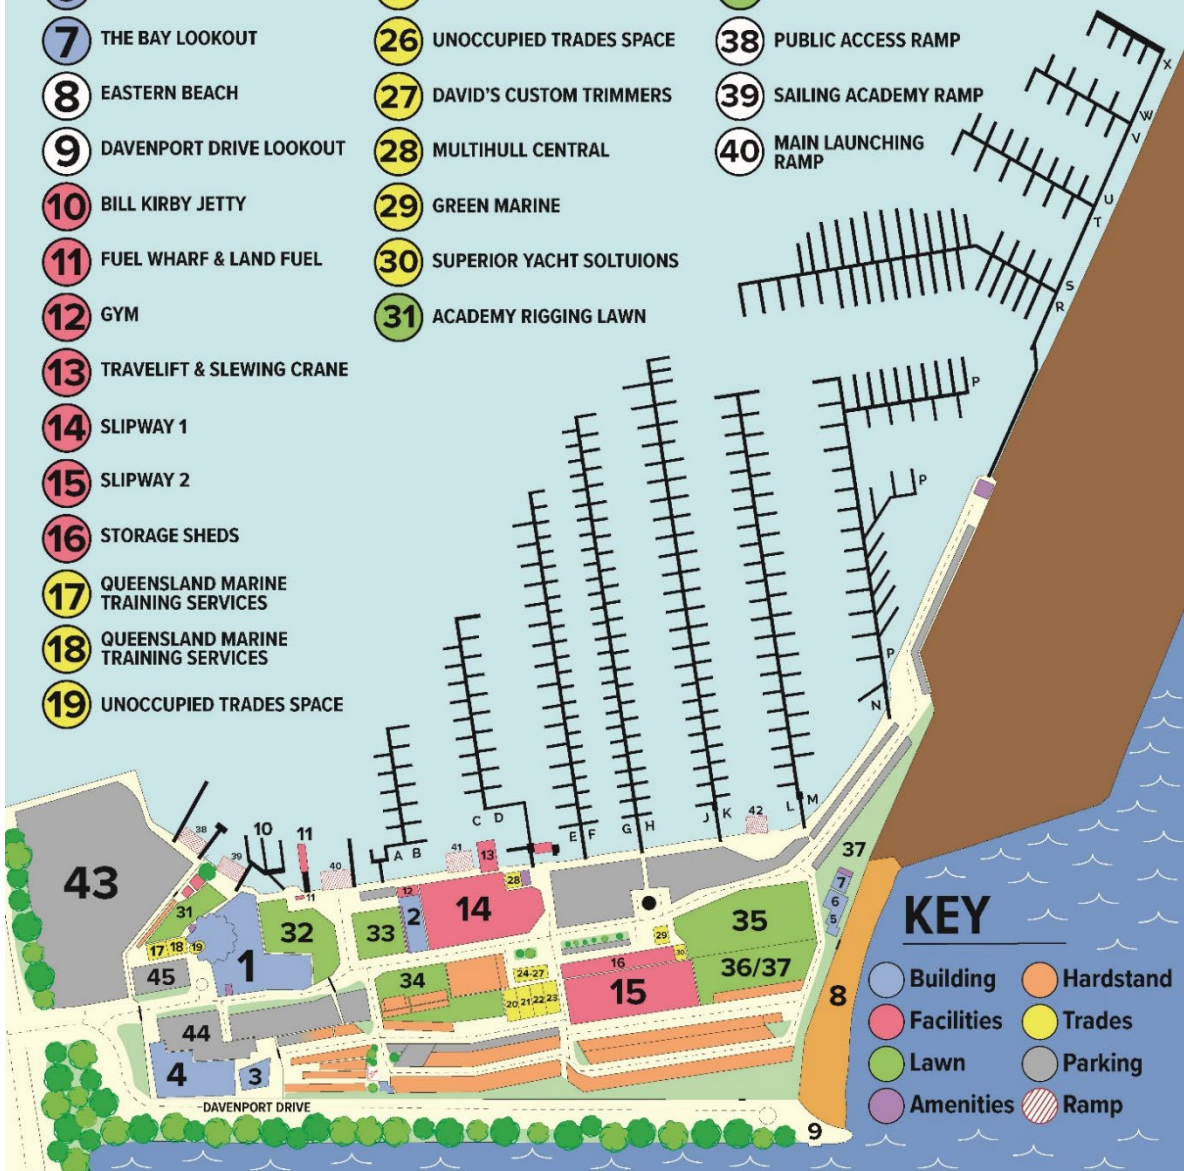 7 THE BAY LOOKOUT
8 EASTERN BEACH
9 DAVENPORT DRIVE LOOKOUT
10 BILL KIRBY JETTY
11 FUEL WHARF & LAND FUEL
12 GYM
13 TRAVELIFT & SLEWING CRANE
14 SLIPWAY 1
15 SLIPWAY 2
16 STORAGE SHEDS
17 QUEENSLAND MARINE
TRAINING SERVICES
18 QUEENSLAND MARINE
TRAINING SERVICES
19 UNOCCUPIED TRADES SPACE
26 UNOCCUPIED TRADES SPACE
27 DAVID'S CUSTOM TRIMMERS
28 MULTIHULL CENTRAL
29 GREEN MARINE
30 SUPERIOR YACHT SOLTUIONS
31 ACADEMY RIGGING LAWN
38 PUBLIC ACCESS RAMP
39 SAILING ACADEMY RAMP
40 MAIN LAUNCHING
RAMP
X
W
V
U
T
S
R
P
P
P
N
L M
J K
G H
E F
C D
A B
42
41
13
40
11
10
39
38
43
31
17 18 19
45
1
32
11
33
12
2
14
28
34
24-27
20 21 22 23
16
15
29
30
35
36/37
37
7
6
5
8
44
4
3
DAVENPORT DRIVE
9
KEY
Building
Facilities
Lawn
Amenities
Hardstand
Trades
Parking
Ramp